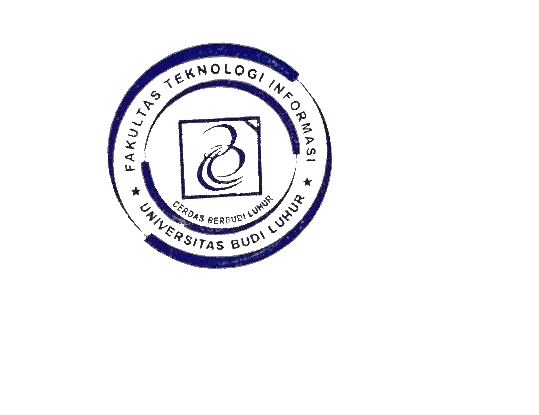 FAKULTAS TEKNOLOGI INFORMASI
CERDAS BERBUDI LUHUR
★ UNIVERSITAS BUDI LUHUR ★